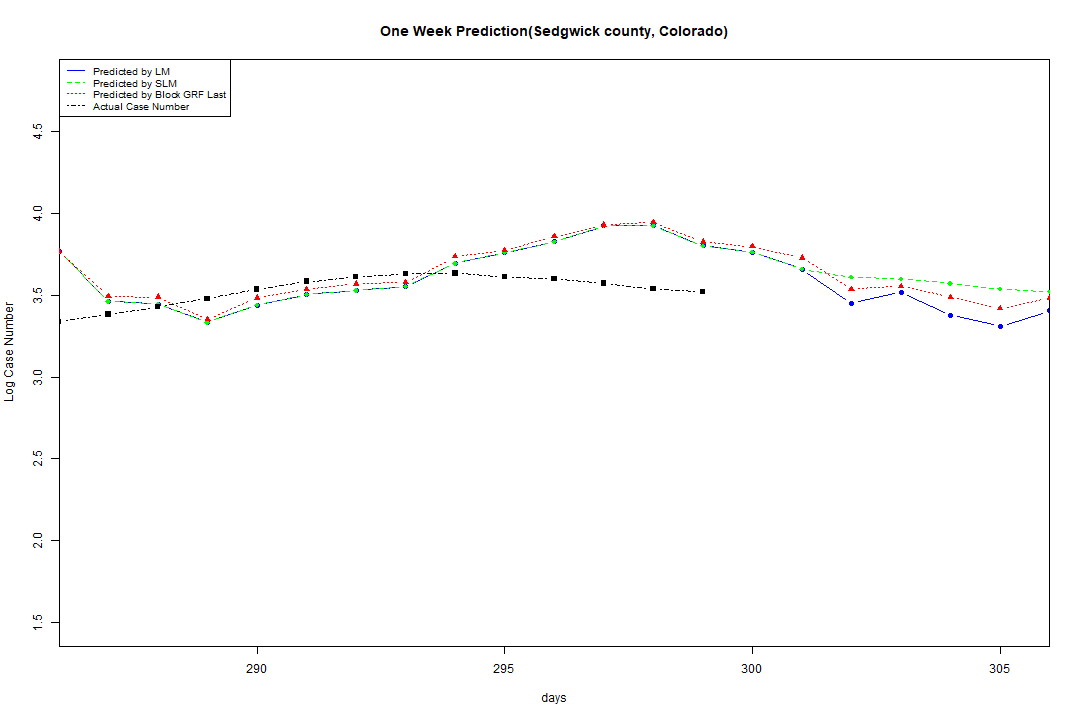 One Week Prediction(Sedgwick county, Colorado)
Predicted by LM
Predicted by SLM
Predicted by Block GRF Last
Actual Case Number
Log Case Number
4.5
4.0
3.5
3.0
2.5
2.0
1.5
290 295 300 305
days